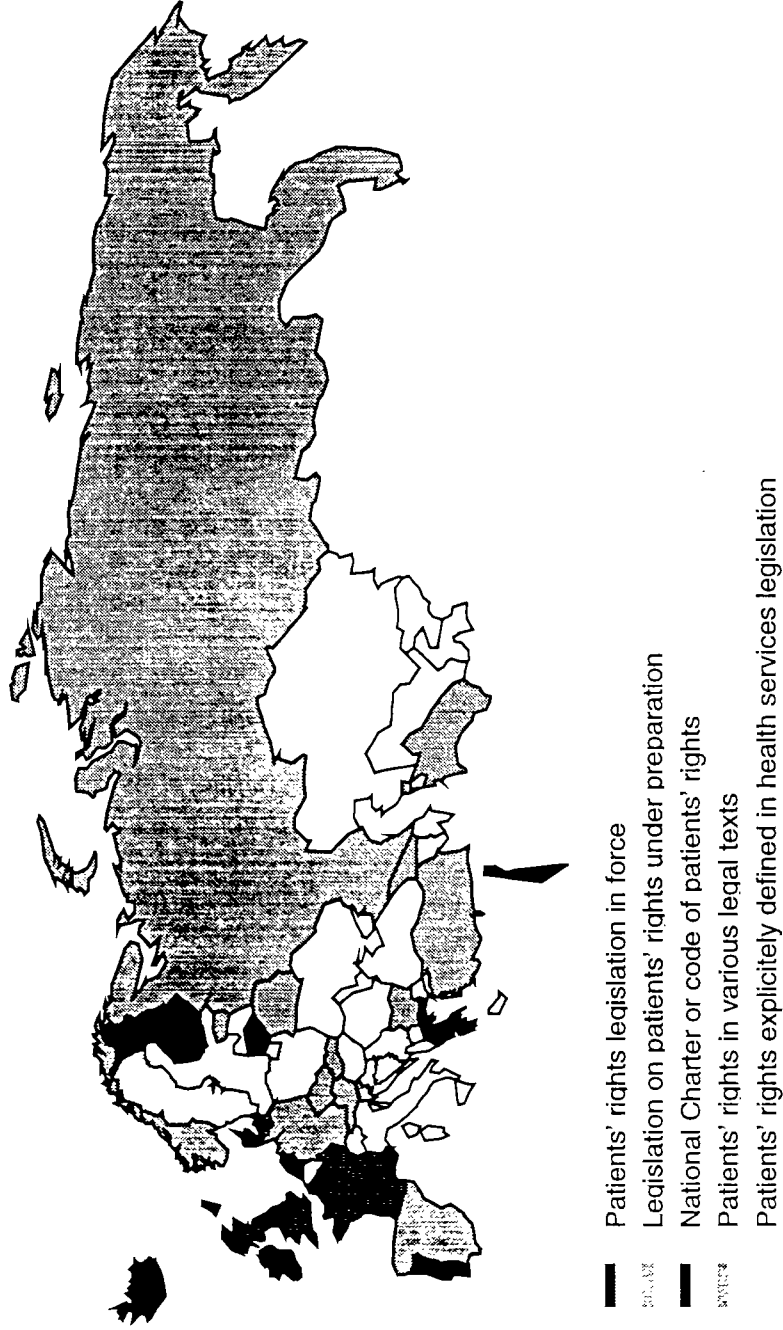 Patients' rights legislation in force
Legislation on patients' rights under preparation
National Charter or code of patients' rights
Patients' rights in various legal texts
Patients' rights explicitely defined in health services legislation